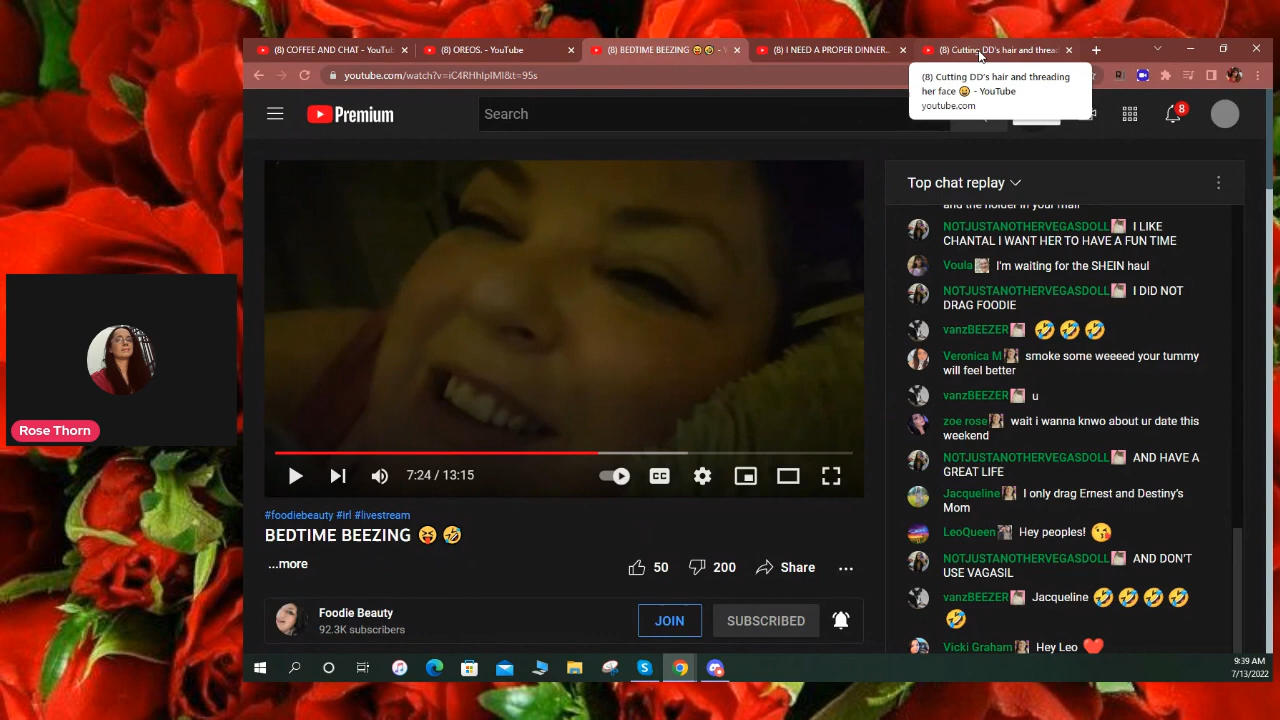 (8) COFFEE AND CHAT - YouTu
(8) OREOS. - YouTube
(8) BEDTIME BEEZING 😝🤣 - Y
(8) I NEED A PROPER DINNER..
(8) Cutting DD's hair and thread
youtube.com/watch?v=iC4RHhIpIMI&t=95s
(8) Cutting DD's hair and threading
her face 😀 - YouTube
youtube.com
Premium
Search
8
Top chat replay
and the holder in your mail
NOTJUSTANOTHERVEGASDOLL I LIKE
CHANTAL I WANT HER TO HAVE A FUN TIME
Voula I'm waiting for the SHEIN haul
NOTJUSTANOTHERVEGASDOLL I DID NOT
DRAG FOODIE
vanzBEEZER 🤣🤣🤣
Veronica M smoke some weeeed your tummy
will feel better
vanzBEEZER u
zoe rose wait i wanna knwo about ur date this
weekend
NOTJUSTANOTHERVEGASDOLL AND HAVE A
GREAT LIFE
Jacqueline I only drag Ernest and Destiny's
Mom
LeoQueen Hey peoples! 😘
NOTJUSTANOTHERVEGASDOLL AND DON'T
USE VAGASIL
vanzBEEZER Jacqueline 🤣🤣🤣🤣
🤣
Vicki Graham Hey Leo ❤️
Rose Thorn
7:24 / 13:15
CC
#foodiebeauty #irl #livestream
BEDTIME BEEZING 😝🤣
...more
50
200
Share
Foodie Beauty
92.3K subscribers
JOIN
SUBSCRIBED
9:39 AM
7/13/2022